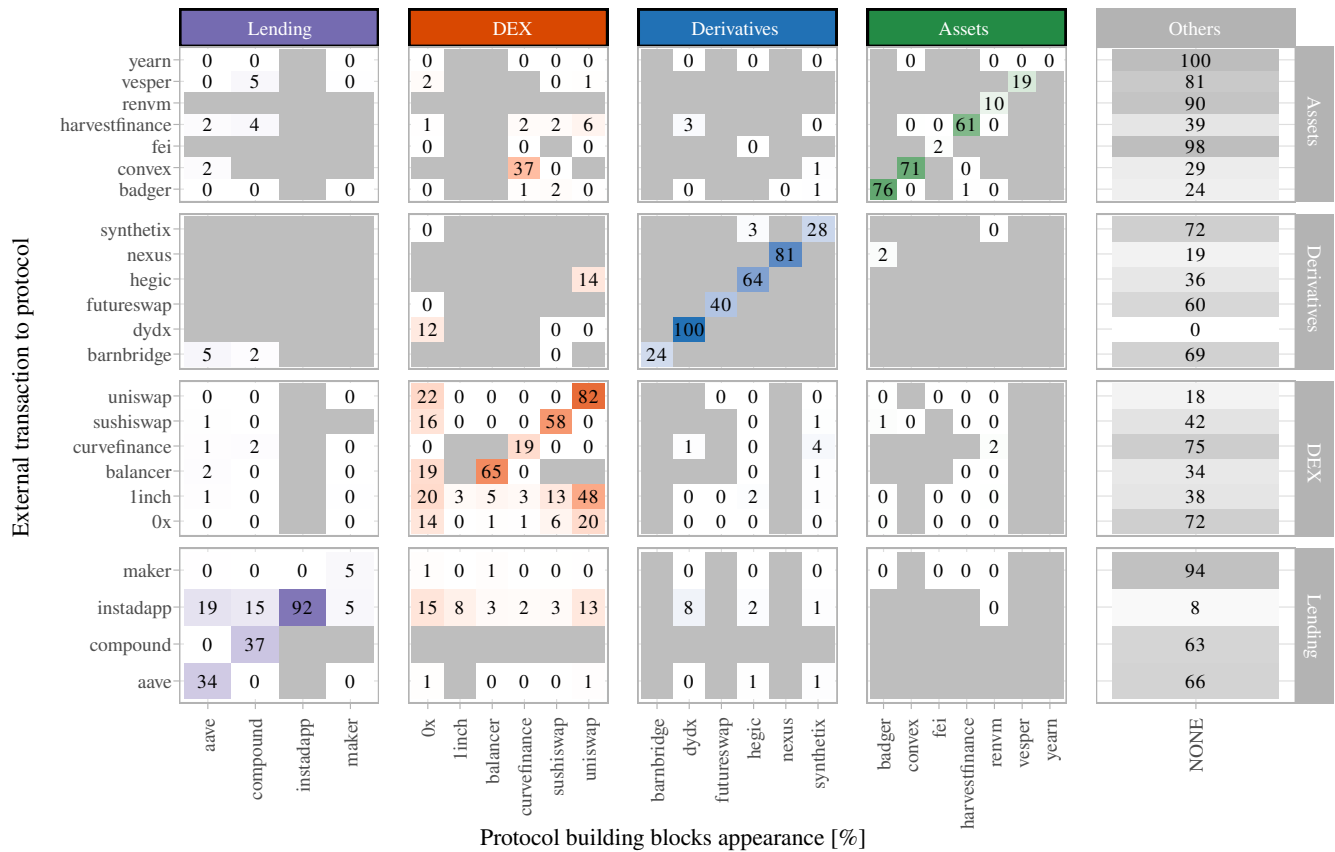 Lending DEX Derivatives Assets Others
yearn 0 0 0 0 0 0 0 0 0 0 0 0 0 100
vesper 0 5 0 2 0 1 19 81
renvm 10 90
harvestfinance 2 4 1 2 2 6 3 0 0 0 61 0 39
fei 0 0 0 0 2 98
convex 2 37 1 71 0 29
badger 0 0 0 0 1 2 0 0 0 1 76 0 1 0 24
Assets
synthetix 0 3 28 0 72
nexus 81 2 19
hegic 14 64 36
futureswap 0 40 60
dydx 12 0 0 100 0
barnbridge 5 2 0 24 69
Derivatives
uniswap 0 0 0 22 0 0 0 0 82 0 0 0 0 0 0 0 18
sushiswap 1 0 16 0 0 0 58 0 0 1 1 0 0 0 42
curvefinance 1 2 0 0 19 0 0 1 0 4 2 75
balancer 2 0 0 19 65 0 0 1 0 0 34
1inch 1 0 0 20 3 5 3 13 48 0 0 2 1 0 0 0 0 38
0x 0 0 0 14 0 1 1 6 20 0 0 0 0 0 0 0 0 72
DEX
maker 0 0 0 5 1 0 1 0 0 0 0 0 0 0 0 0 0 94
instadapp 19 15 92 5 15 8 3 2 3 13 8 2 1 0 8
compound 0 37 63
aave 34 0 0 1 0 0 0 1 0 1 1 66
Lending
External transaction to protocol
aave
compound
instadapp
maker
0x
1inch
balancer
curvefinance
sushiswap
uniswap
barnbridge
dydx
futureswap
hegic
nexus
synthetix
badger
convex
fei
harvestfinance
renvm
vesper
yearn
NONE
Protocol building blocks appearance [%]